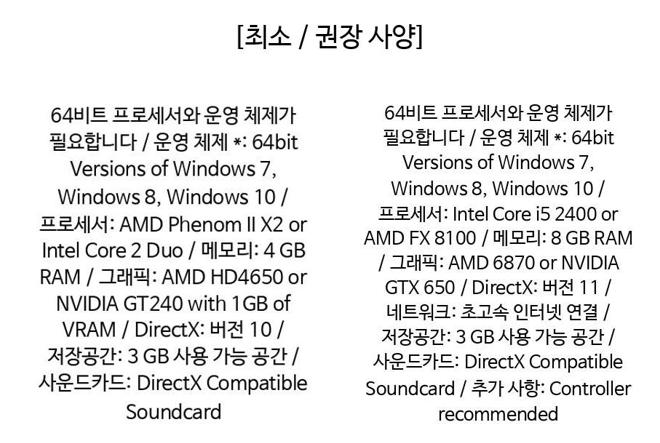 [최소 / 권장 사양]
64비트 프로세서와 운영 체제가
필요합니다 / 운영 체제 *: 64bit
Versions of Windows 7,
Windows 8, Windows 10 /
프로세서: AMD Phenom II X2 or
Intel Core 2 Duo / 메모리: 4 GB
RAM / 그래픽: AMD HD4650 or
NVIDIA GT240 with 1GB of
VRAM / DirectX: 버전 10 /
저장공간: 3 GB 사용 가능 공간 /
사운드카드: DirectX Compatible
Soundcard
64비트 프로세서와 운영 체제가
필요합니다 / 운영 체제 *: 64bit
Versions of Windows 7,
Windows 8, Windows 10 /
프로세서: Intel Core i5 2400 or
AMD FX 8100 / 메모리: 8 GB RAM
/ 그래픽: AMD 6870 or NVIDIA
GTX 650 / DirectX: 버전 11 /
네트워크: 초고속 인터넷 연결 /
저장공간: 3 GB 사용 가능 공간 /
사운드카드: DirectX Compatible
Soundcard / 추가 사항: Controller
recommended